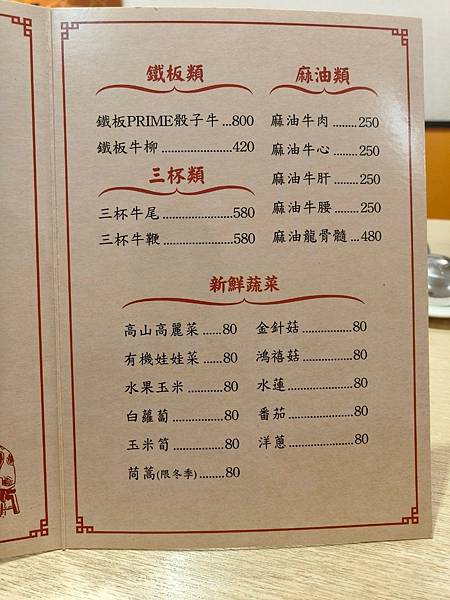 鐵板類
鐵板PRIME骰子牛...800
鐵板牛柳......................420
三杯類
三杯牛尾......................580
三杯牛鞭......................580
麻油類
麻油牛肉........250
麻油牛心........250
麻油牛肝........250
麻油牛腰........250
麻油龍骨髓...480
新鮮蔬菜
高山高麗菜......80
有機娃娃菜......80
水果玉米...........80
白蘿蔔................80
玉米筍................80
茼蒿(限冬季)........80
金針菇...............80
鴻禧菇................80
水蓮....................80
番茄....................80
洋蔥....................80